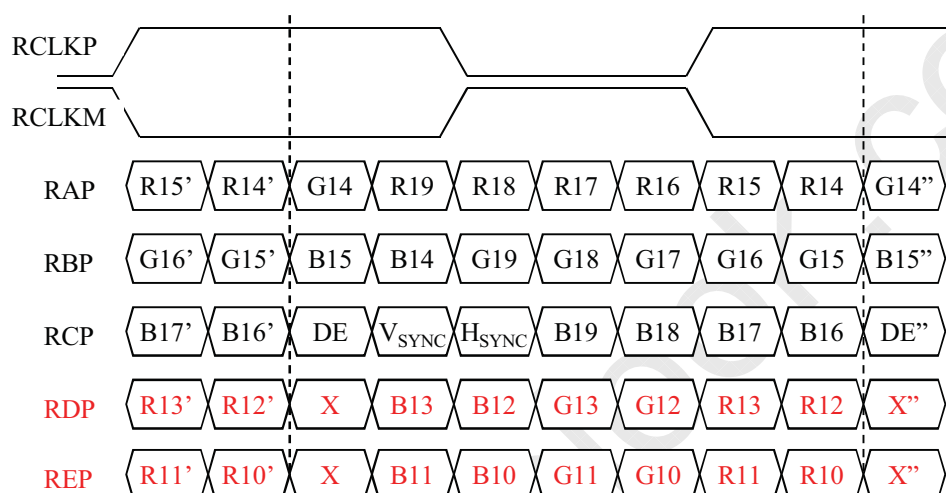 RCLKP
RCLKM
RAP R15’ R14’ G14 R19 R18 R17 R16 R15 R14 G14”
RBP G16’ G15’ B15 B14 G19 G18 G17 G16 G15 B15”
RCP B17’ B16’ DE VSYNC HSYNC B19 B18 B17 B16 DE”
RDP R13’ R12’ X B13 B12 G13 G12 R13 R12 X”
REP R11’ R10’ X B11 B10 G11 G10 R11 R10 X”